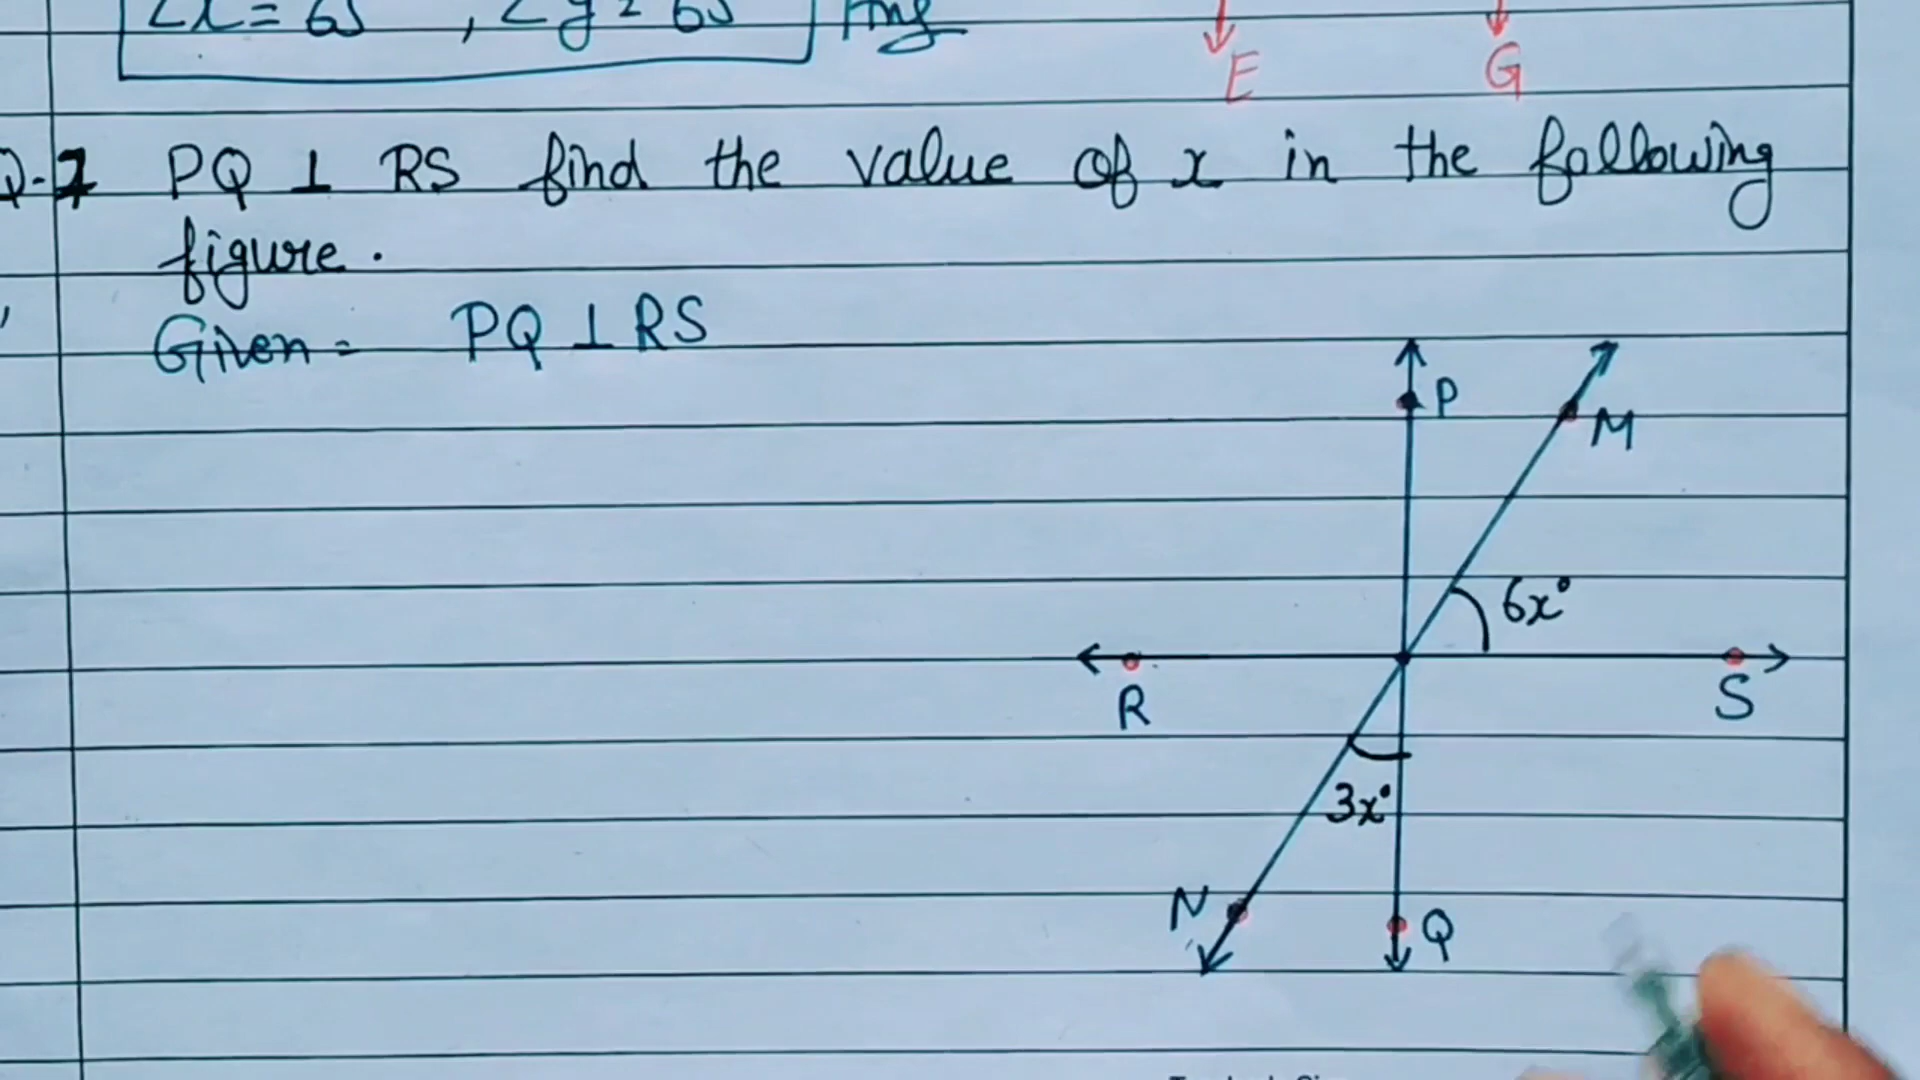 E G
Q-7 PQ ⊥ RS find the value of x in the following
figure.
Given = PQ ⊥ RS
P
M
6x°
R
S
3x°
N
Q